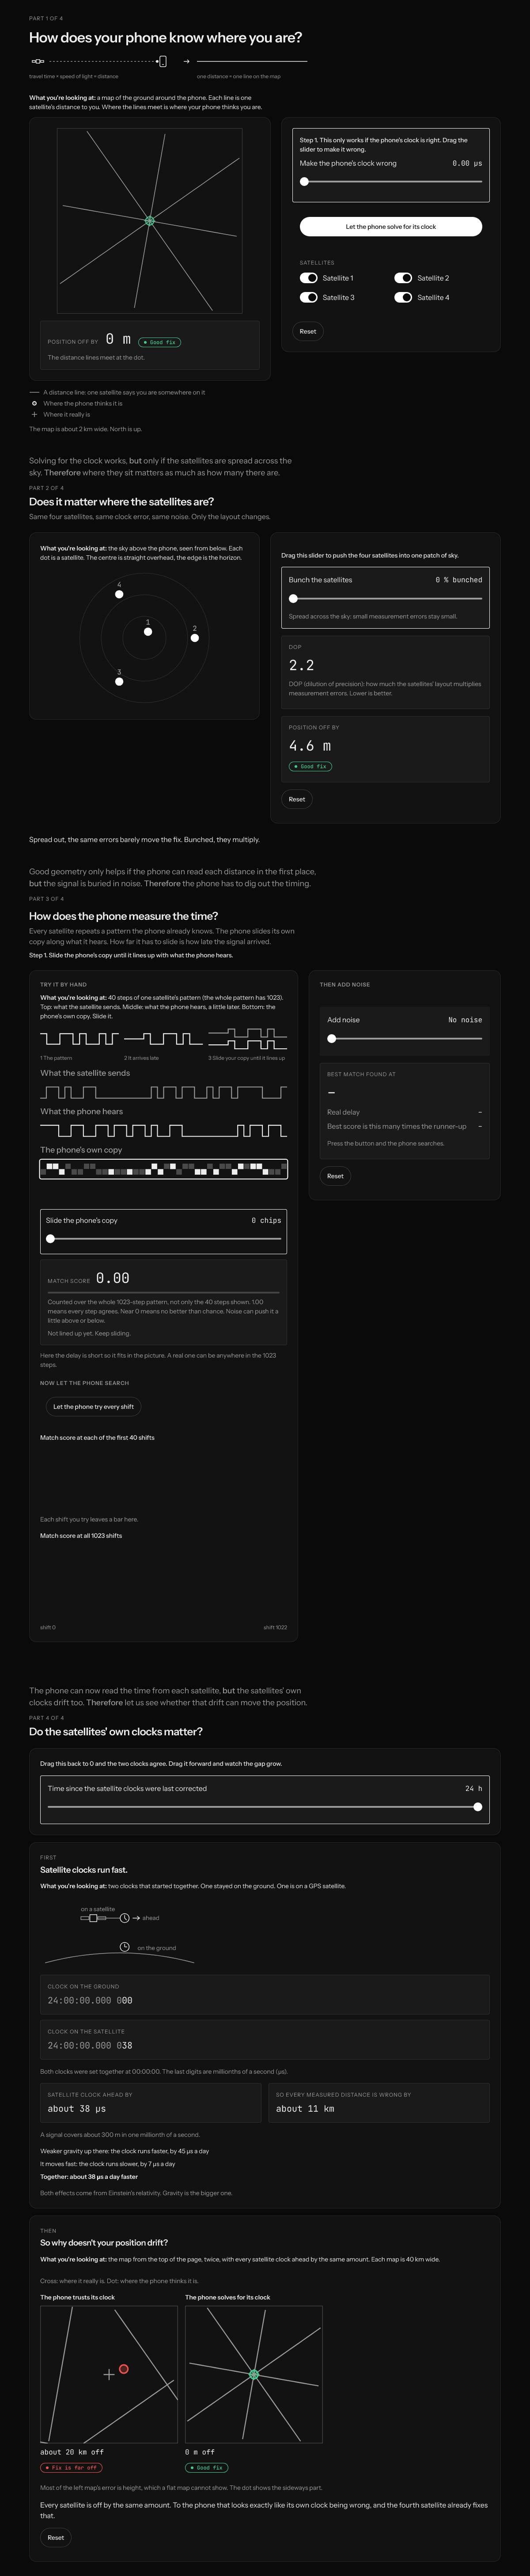 PART 1 OF 4
How does your phone know where you are?
travel time × speed of light = distance
one distance = one line on the map
What you're looking at: a map of the ground around the phone. Each line is one
satellite's distance to you. Where the lines meet is where your phone thinks you are.
POSITION OFF BY 0 m Good fix
The distance lines meet at the dot.
A distance line: one satellite says you are somewhere on it
Where the phone thinks it is
Where it really is
The map is about 2 km wide. North is up.
Step 1. This only works if the phone's clock is right. Drag the
slider to make it wrong.
Make the phone's clock wrong 0.00 µs
Let the phone solve for its clock
SATELLITES
Satellite 1 Satellite 2
Satellite 3 Satellite 4
Reset
Solving for the clock works, but only if the satellites are spread across the
sky. Therefore where they sit matters as much as how many there are.
PART 2 OF 4
Does it matter where the satellites are?
Same four satellites, same clock error, same noise. Only the layout changes.
What you're looking at: the sky above the phone, seen from below. Each
dot is a satellite. The centre is straight overhead, the edge is the horizon.
4
1
2
3
Drag this slider to push the four satellites into one patch of sky.
Bunch the satellites 0 % bunched
Spread across the sky: small measurement errors stay small.
DOP
2.2
DOP (dilution of precision): how much the satellites' layout multiplies
measurement errors. Lower is better.
POSITION OFF BY
4.6 m
Good fix
Reset
Spread out, the same errors barely move the fix. Bunched, they multiply.
Good geometry only helps if the phone can read each distance in the first place,
but the signal is buried in noise. Therefore the phone has to dig out the timing.
PART 3 OF 4
How does the phone measure the time?
Every satellite repeats a pattern the phone already knows. The phone slides its own
copy along what it hears. How far it has to slide is how late the signal arrived.
Step 1. Slide the phone's copy until it lines up with what the phone hears.
TRY IT BY HAND
What you're looking at: 40 steps of one satellite's pattern (the whole pattern has 1023).
Top: what the satellite sends. Middle: what the phone hears, a little later. Bottom: the
phone's own copy. Slide it.
1 The pattern
2 It arrives late
3 Slide your copy until it lines up
What the satellite sends
What the phone hears
The phone's own copy
Slide the phone's copy 0 chips
MATCH SCORE 0.00
Counted over the whole 1023-step pattern, not only the 40 steps shown. 1.00
means every step agrees. Near 0 means no better than chance. Noise can push it a
little above or below.
Not lined up yet. Keep sliding.
Here the delay is short so it fits in the picture. A real one can be anywhere in the 1023
steps.
NOW LET THE PHONE SEARCH
Let the phone try every shift
Match score at each of the first 40 shifts
Each shift you try leaves a bar here.
Match score at all 1023 shifts
shift 0 shift 1022
THEN ADD NOISE
Add noise No noise
BEST MATCH FOUND AT
–
Real delay –
Best score is this many times the runner-up –
Press the button and the phone searches.
Reset
The phone can now read the time from each satellite, but the satellites' own
clocks drift too. Therefore let us see whether that drift can move the position.
PART 4 OF 4
Do the satellites' own clocks matter?
Drag this back to 0 and the two clocks agree. Drag it forward and watch the gap grow.
Time since the satellite clocks were last corrected 24 h
FIRST
Satellite clocks run fast.
What you're looking at: two clocks that started together. One stayed on the ground. One is on a GPS satellite.
on a satellite
ahead
on the ground
CLOCK ON THE GROUND
24:00:00.000 000
CLOCK ON THE SATELLITE
24:00:00.000 038
Both clocks were set together at 00:00:00. The last digits are millionths of a second (µs).
SATELLITE CLOCK AHEAD BY
about 38 µs
SO EVERY MEASURED DISTANCE IS WRONG BY
about 11 km
A signal covers about 300 m in one millionth of a second.
Weaker gravity up there: the clock runs faster, by 45 µs a day
It moves fast: the clock runs slower, by 7 µs a day
Together: about 38 µs a day faster
Both effects come from Einstein's relativity. Gravity is the bigger one.
THEN
So why doesn't your position drift?
What you're looking at: the map from the top of the page, twice, with every satellite clock ahead by the same amount. Each map is 40 km wide.
Cross: where it really is. Dot: where the phone thinks it is.
The phone trusts its clock
The phone solves for its clock
about 20 km off
Fix is far off
0 m off
Good fix
Most of the left map's error is height, which a flat map cannot show. The dot shows the sideways part.
Every satellite is off by the same amount. To the phone that looks exactly like its own clock being wrong, and the fourth satellite already fixes
that.
Reset